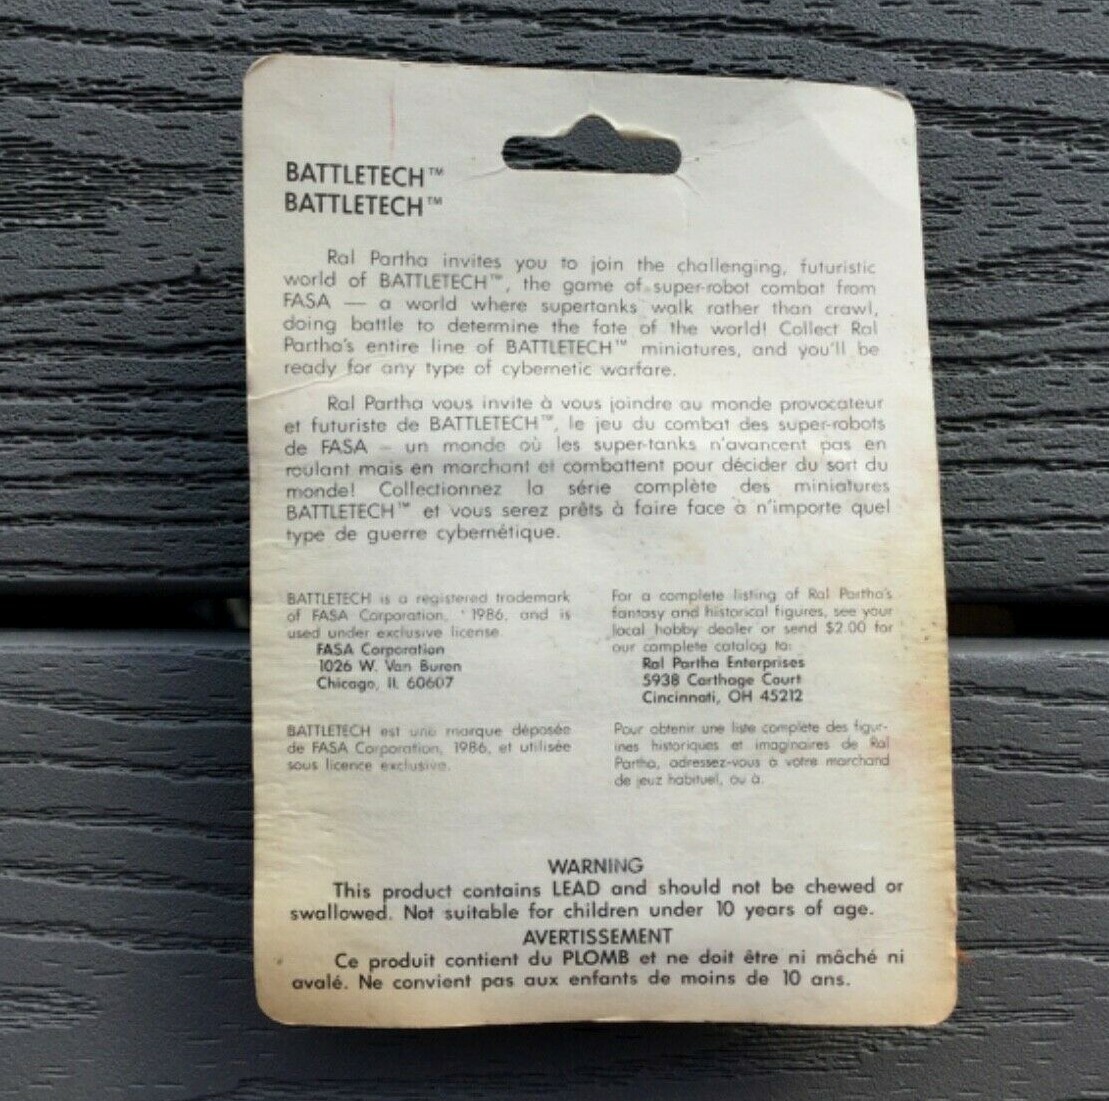 BATTLETECH™
BATTLETECH™
Ral Partha invites you to join the challenging, futuristic
world of BATTLETECH™, the game of super-robot combat from
FASA — a world where supertanks walk rather than crawl,
doing battle to determine the fate of the world! Collect Ral
Partha's entire line of BATTLETECH™ miniatures, and you'll be
ready for any type of cybernetic warfare.
Ral Partha vous invite à vous joindre au monde provocateur
et futuriste de BATTLETECH™, le jeu du combat des super-robots
de FASA — un monde où les super-tanks n'avancent pas en
roulant mais en marchant et combattent pour décider du sort du
monde! Collectionnez la série complète des miniatures
BATTLETECH™ et vous serez prêts à faire face à n'importe quel
type de guerre cybernétique.
BATTLETECH is a registered trademark
of FASA Corporation, 1986, and is
used under exclusive license.
FASA Corporation
1026 W. Van Buren
Chicago, IL 60607
BATTLETECH est une marque déposée
de FASA Corporation, 1986, et utilisée
sous licence exclusive.
For a complete listing of Ral Partha's
fantasy and historical figures, see your
local hobby dealer or send $2.00 for
our complete catalog to:
Ral Partha Enterprises
5938 Carthage Court
Cincinnati, OH 45212
Pour obtenir une liste complète des figur-
ines historiques et imaginaires de Ral
Partha, adressez-vous à votre marchand
de jeuz habituel, ou à.
WARNING
This product contains LEAD and should not be chewed or
swallowed. Not suitable for children under 10 years of age.
AVERTISSEMENT
Ce produit contient du PLOMB et ne doit être ni mâché ni
avalé. Ne convient pas aux enfants de moins de 10 ans.